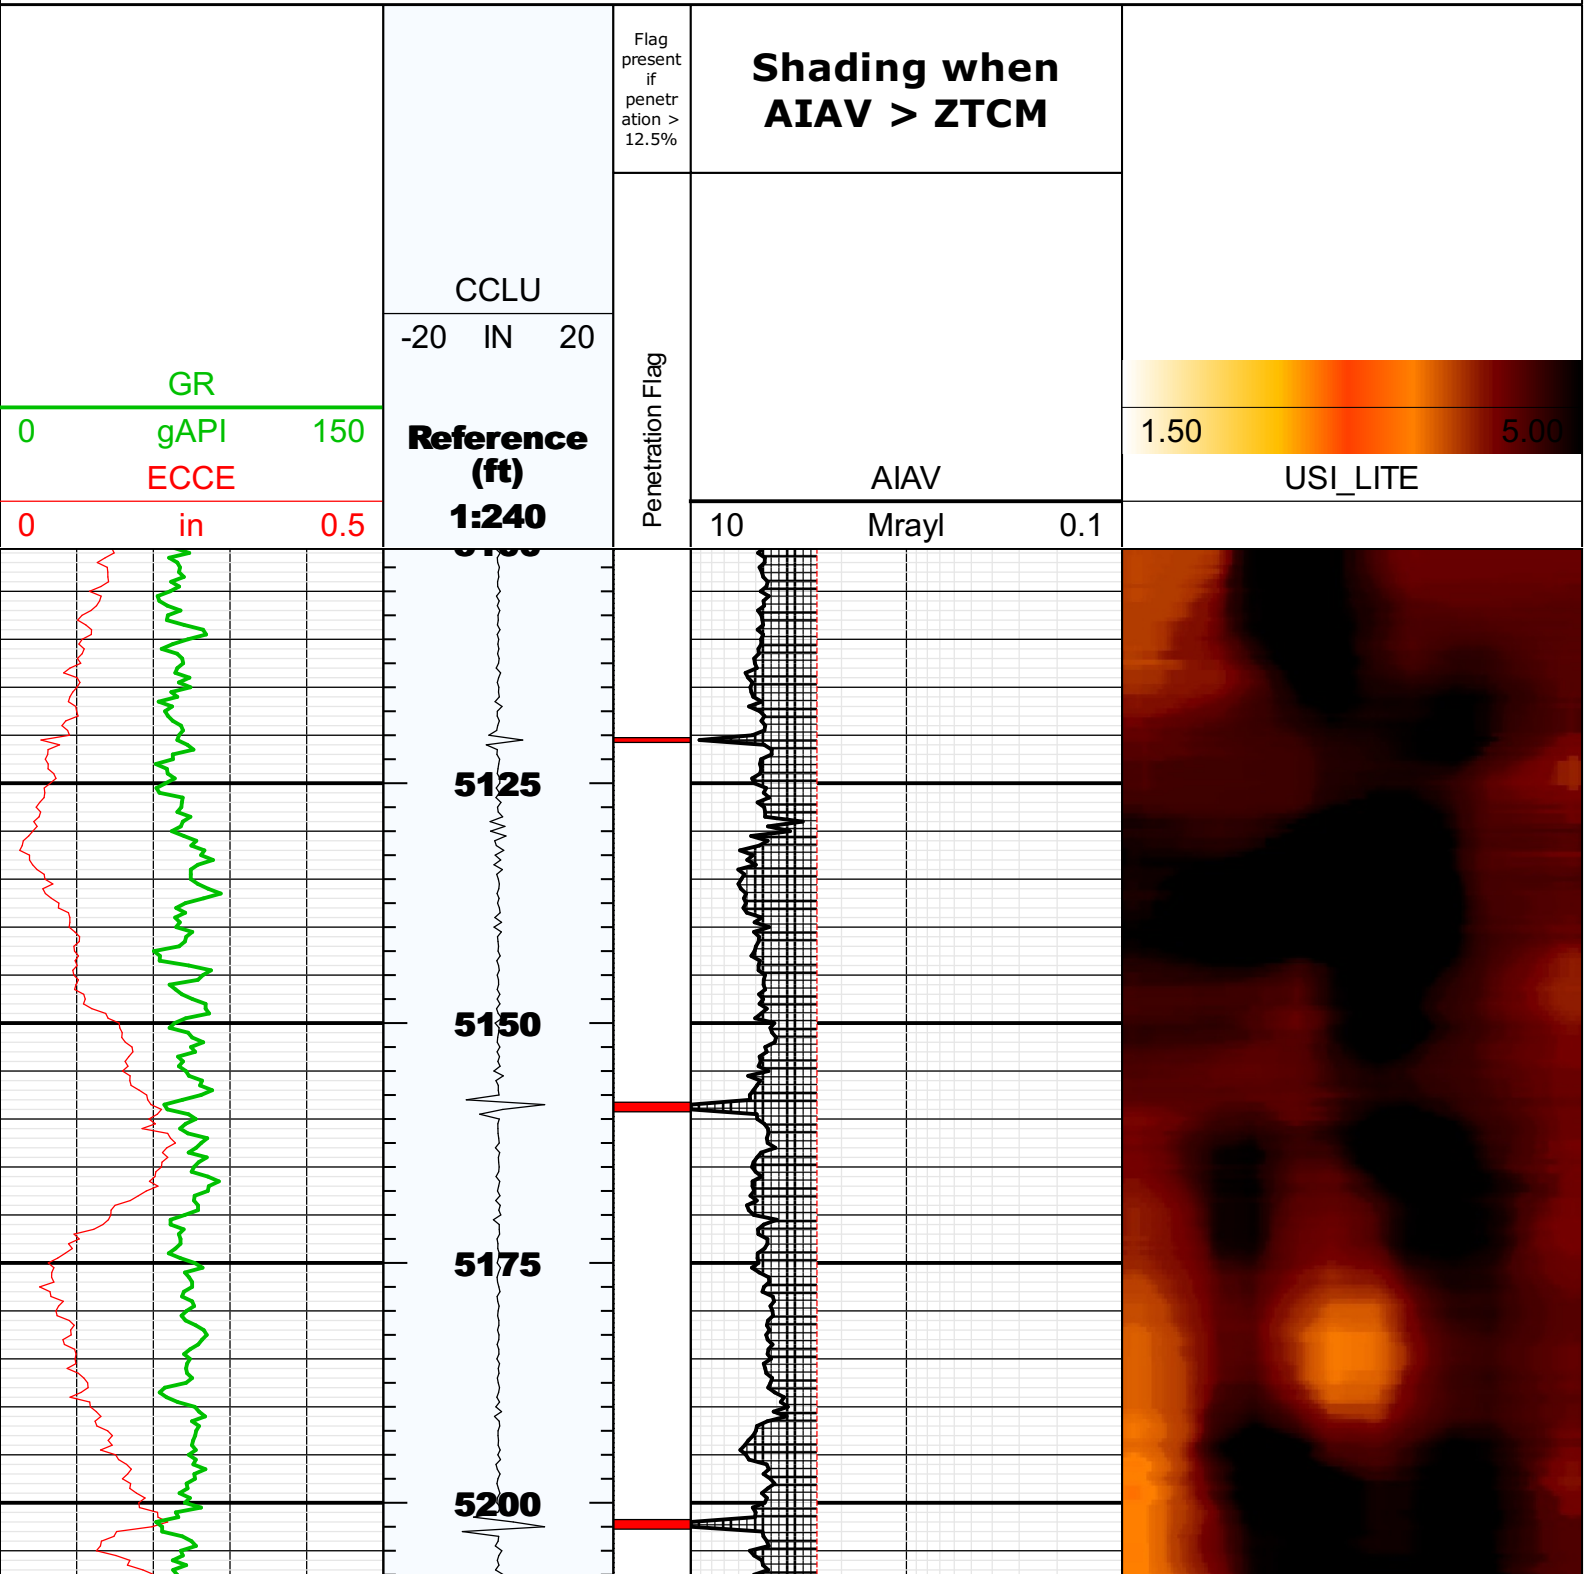 Flag
present
if
penetr
ation >
12.5%
Shading when
AIAV > ZTCM
CCLU
-20 IN 20
GR
0 gAPI 150
ECCE
0 in 0.5
Reference
(ft)
1:240
Penetration Flag
AIAV
10 Mrayl 0.1
1.50 5.00
USI_LITE
5125
5150
5175
5200